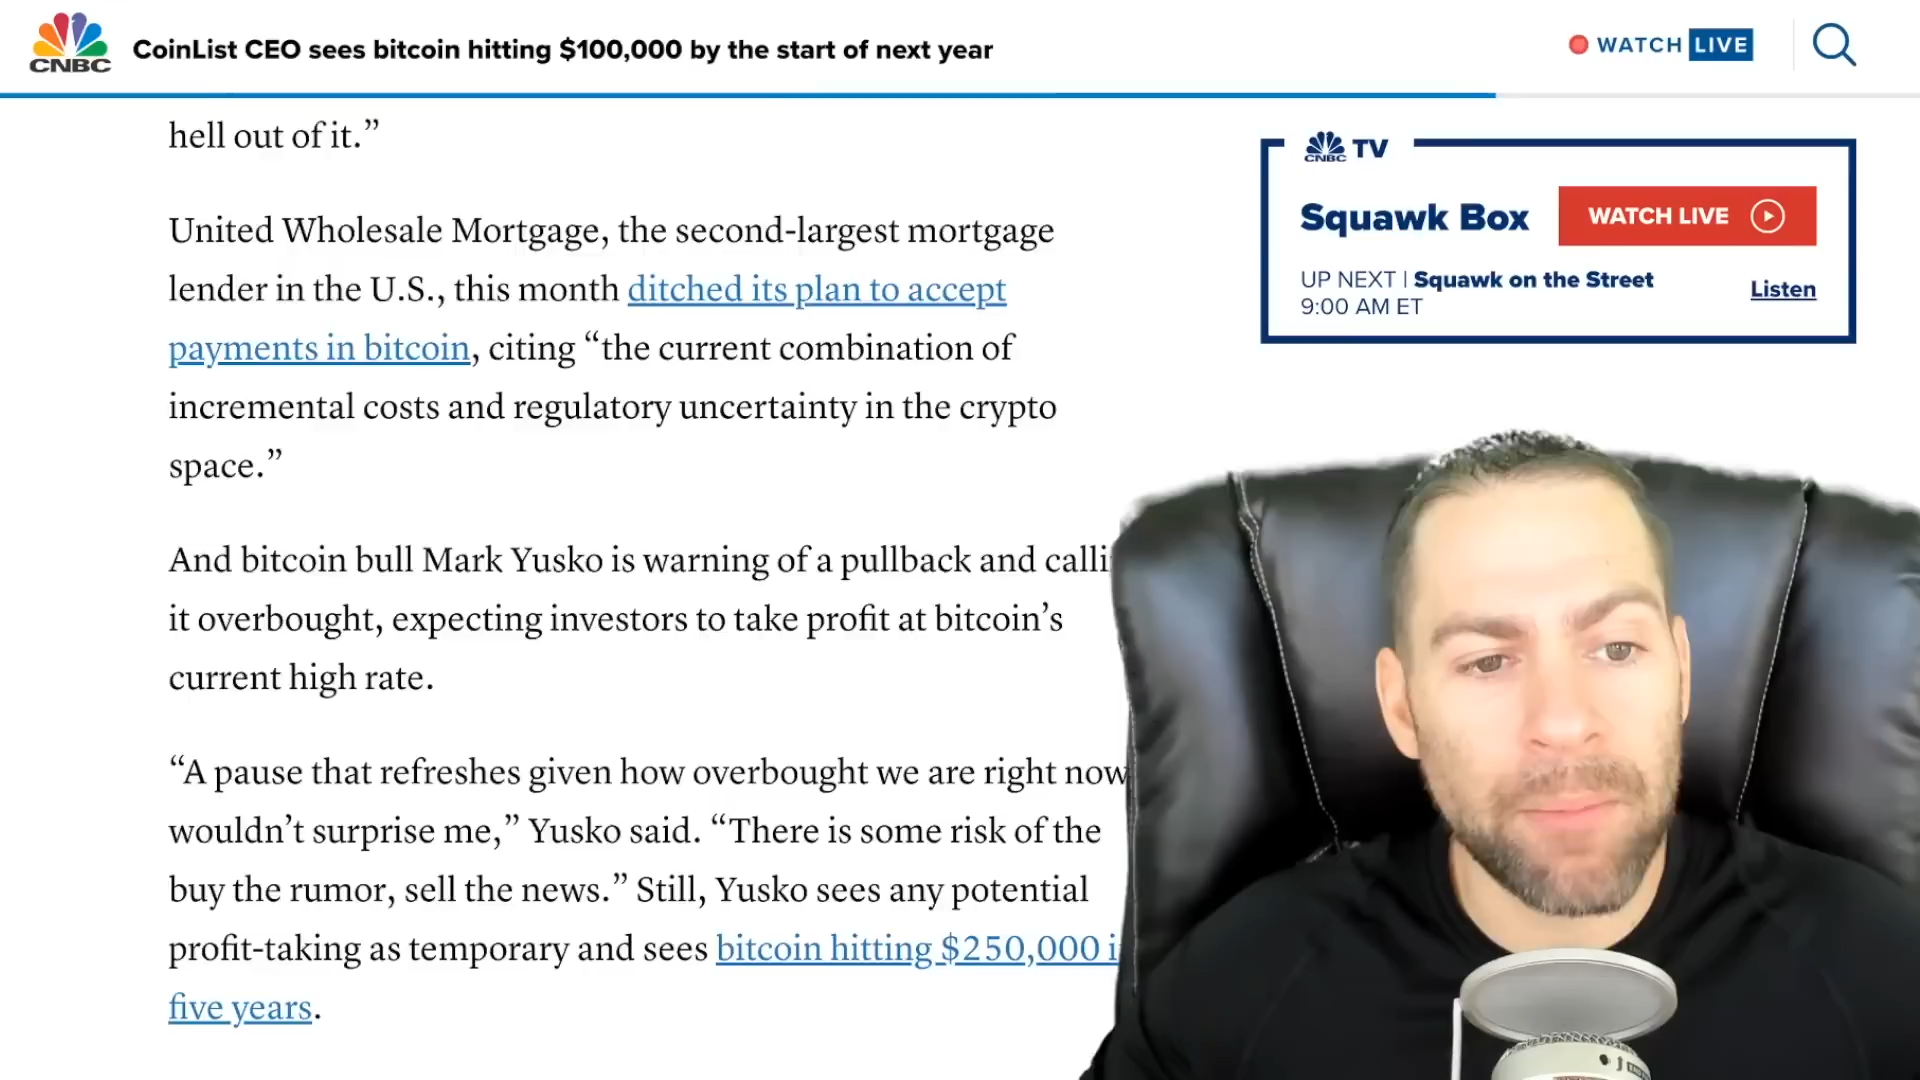 CNBC
CoinList CEO sees bitcoin hitting $100,000 by the start of next year
WATCH LIVE
hell out of it.”
United Wholesale Mortgage, the second-largest mortgage
lender in the U.S., this month ditched its plan to accept
payments in bitcoin, citing “the current combination of
incremental costs and regulatory uncertainty in the crypto
space.”
And bitcoin bull Mark Yusko is warning of a pullback and calli
it overbought, expecting investors to take profit at bitcoin’s
current high rate.
“A pause that refreshes given how overbought we are right now
wouldn’t surprise me,” Yusko said. “There is some risk of the
buy the rumor, sell the news.” Still, Yusko sees any potential
profit-taking as temporary and sees bitcoin hitting $250,000 i
five years.
CNBC TV
Squawk Box
WATCH LIVE
UP NEXT | Squawk on the Street
9:00 AM ET
Listen